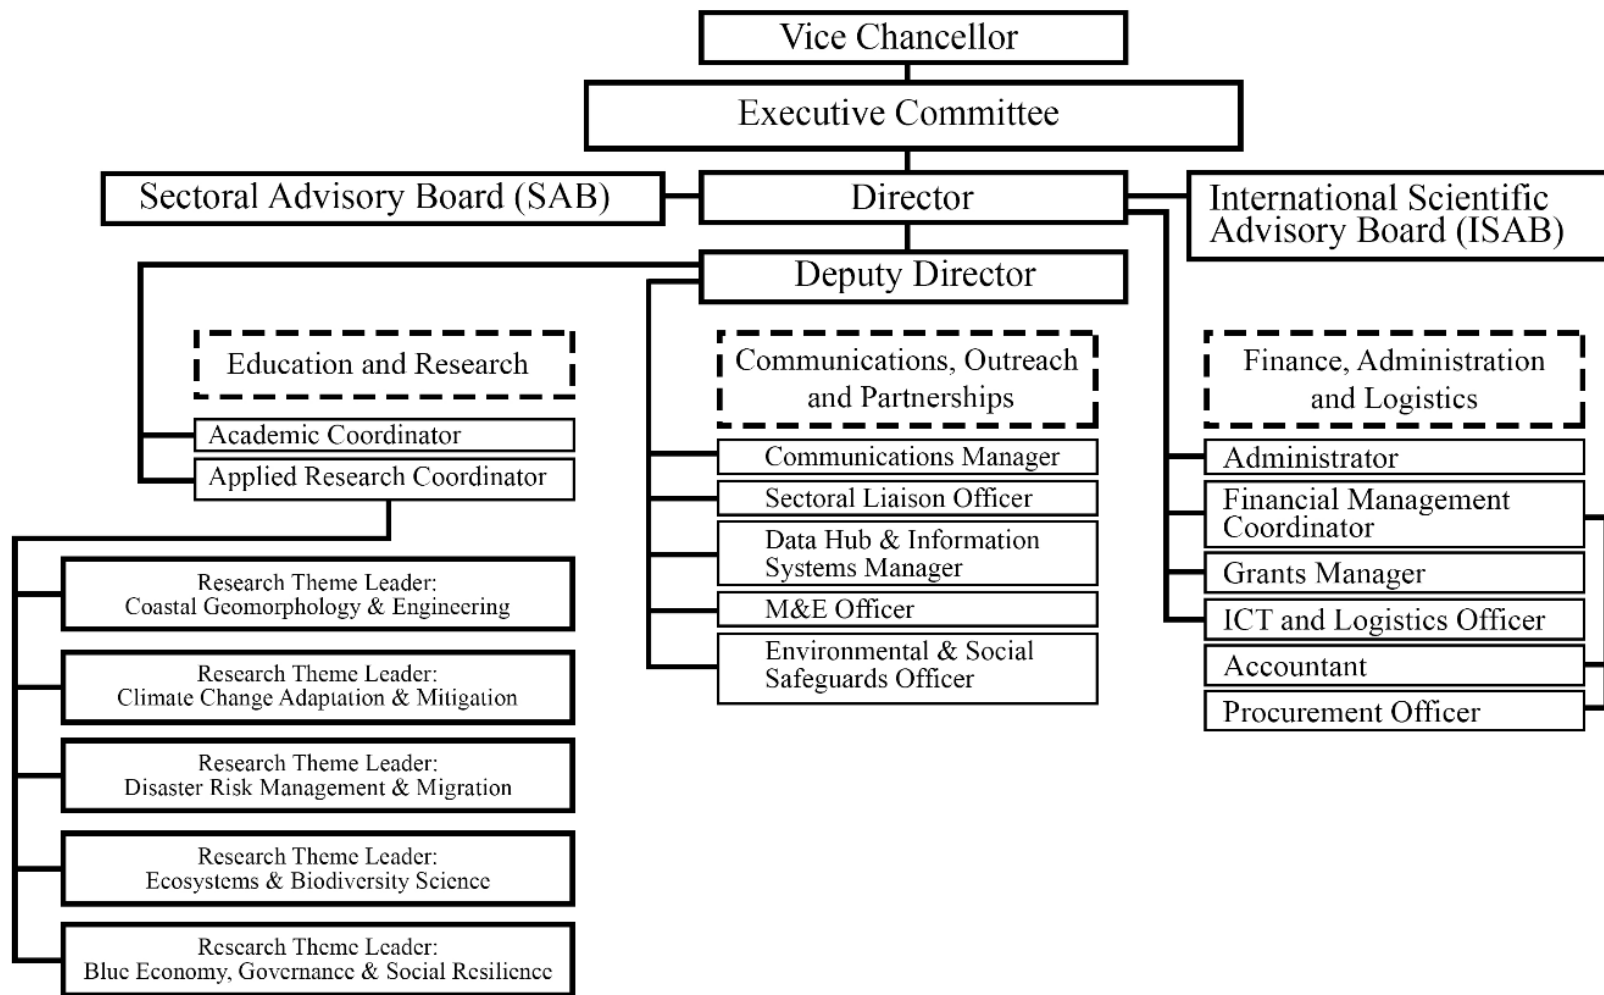 Vice Chancellor
Executive Committee
Sectoral Advisory Board (SAB)
Director
International Scientific
Advisory Board (ISAB)
Deputy Director
Education and Research
Academic Coordinator
Applied Research Coordinator
Research Theme Leader:
Coastal Geomorphology & Engineering
Research Theme Leader:
Climate Change Adaptation & Mitigation
Research Theme Leader:
Disaster Risk Management & Migration
Research Theme Leader:
Ecosystems & Biodiversity Science
Research Theme Leader:
Blue Economy, Governance & Social Resilience
Communications, Outreach
and Partnerships
Communications Manager
Sectoral Liaison Officer
Data Hub & Information
Systems Manager
M&E Officer
Environmental & Social
Safeguards Officer
Finance, Administration
and Logistics
Administrator
Financial Management
Coordinator
Grants Manager
ICT and Logistics Officer
Accountant
Procurement Officer